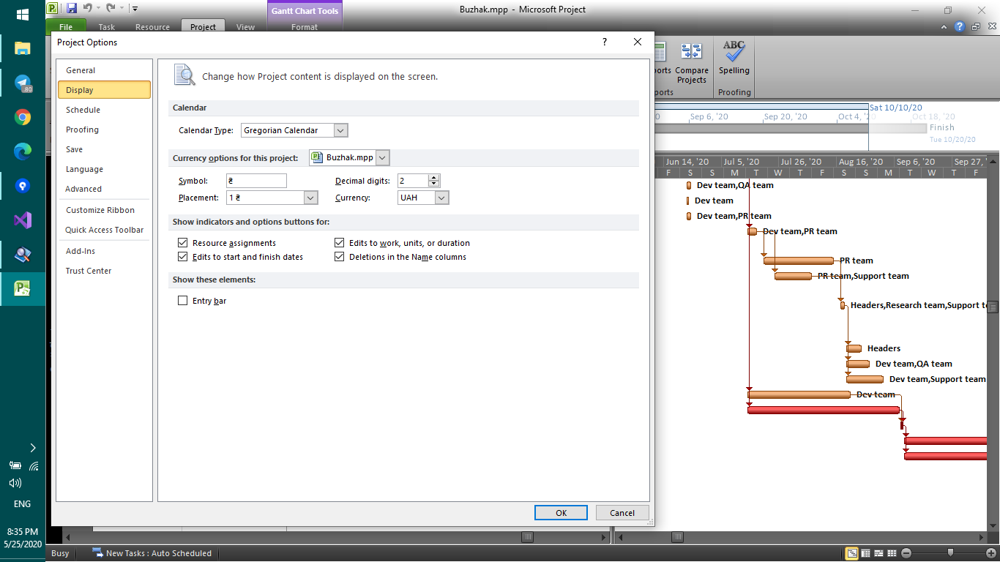 Gantt Chart Tools
Buzhak.mpp - Microsoft Project
File Task Resource Project View Format
Project Options
?
General
Display
Schedule
Proofing
Save
Language
Advanced
Customize Ribbon
Quick Access Toolbar
Add-Ins
Trust Center
Change how Project content is displayed on the screen.
Calendar
Calendar Type: Gregorian Calendar
Currency options for this project: Buzhak.mpp
Symbol: ₴ Decimal digits: 2
Placement: 1 ₴ Currency: UAH
Show indicators and options buttons for:
Resource assignments Edits to work, units, or duration
Edits to start and finish dates Deletions in the Name columns
Show these elements:
Entry bar
OK Cancel
ABC
Compare Projects
Spelling
Proofing
Sat 10/10/20
Sep 6, '20 Sep 20, '20 Oct 4, '2 Oct 18, '20
Finish
Tue 10/20/20
Jun 14, '20 Jul 5, '20 Jul 26, '20 Aug 16, '20 Sep 6, '20 Sep 27,
F S S M T W T F S S M T W T F
Dev team,QA team
Dev team
Dev team,PR team
Dev team,PR team
PR team
PR team,Support team
Headers,Research team,Support te
Headers
Dev team,QA team
Dev team,Support team
Dev team
80
ENG
8:35 PM
5/25/2020
Busy New Tasks : Auto Scheduled